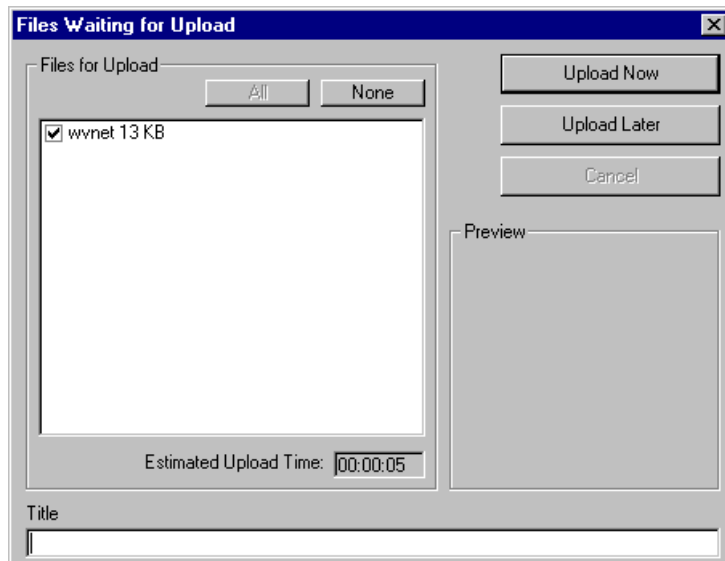 Files Waiting for Upload
Files for Upload
All
None
wvnet 13 KB
Estimated Upload Time: 00:00:05
Upload Now
Upload Later
Cancel
Preview
Title